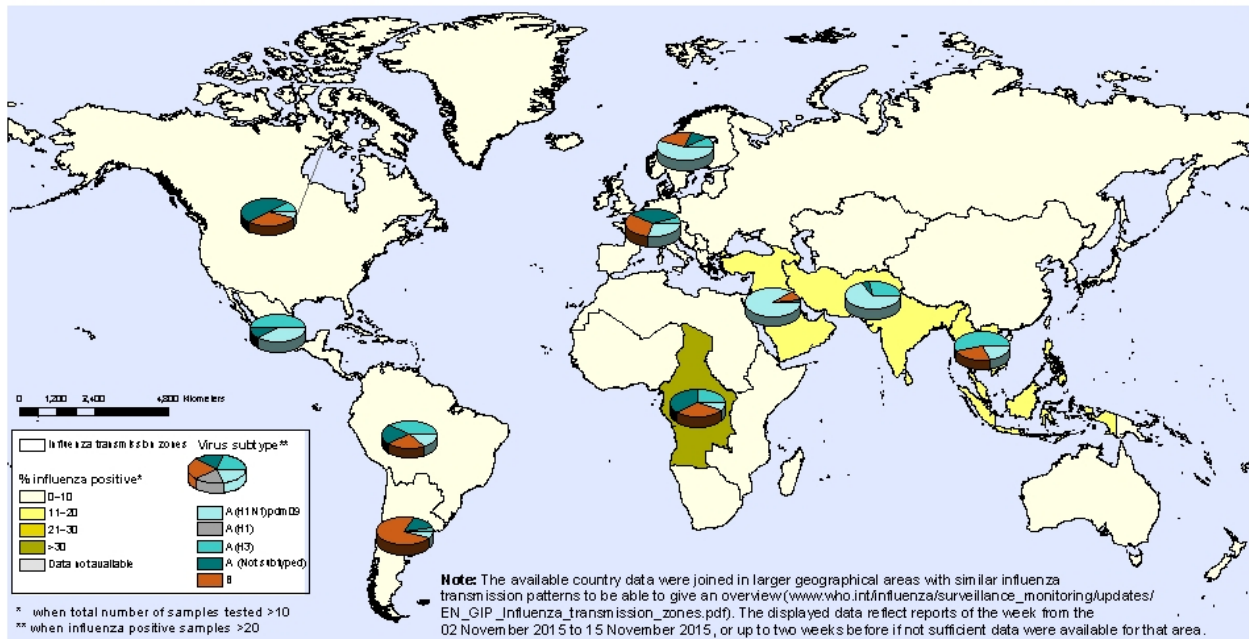 0 1,200 2,400 4,800 Kilometers
Influenza transmission zones
Virus subtype**
% influenza positive*
0-10
11-20
21-30
>30
Data not available
A(H1N1)pdm09
A(H1)
A(H3)
A (Not subtyped)
B
* when total number of samples tested >10
** when influenza positive samples >20
Note: The available country data were joined in larger geographical areas with similar influenza
transmission patterns to be able to give an overview (www.who.int/influenza/surveillance_monitoring/updates/
EN_GIP_Influenza_transmission_zones.pdf). The displayed data reflect reports of the week from the
02 November 2015 to 15 November 2015, or up to two weeks before if not sufficient data were available for that area.